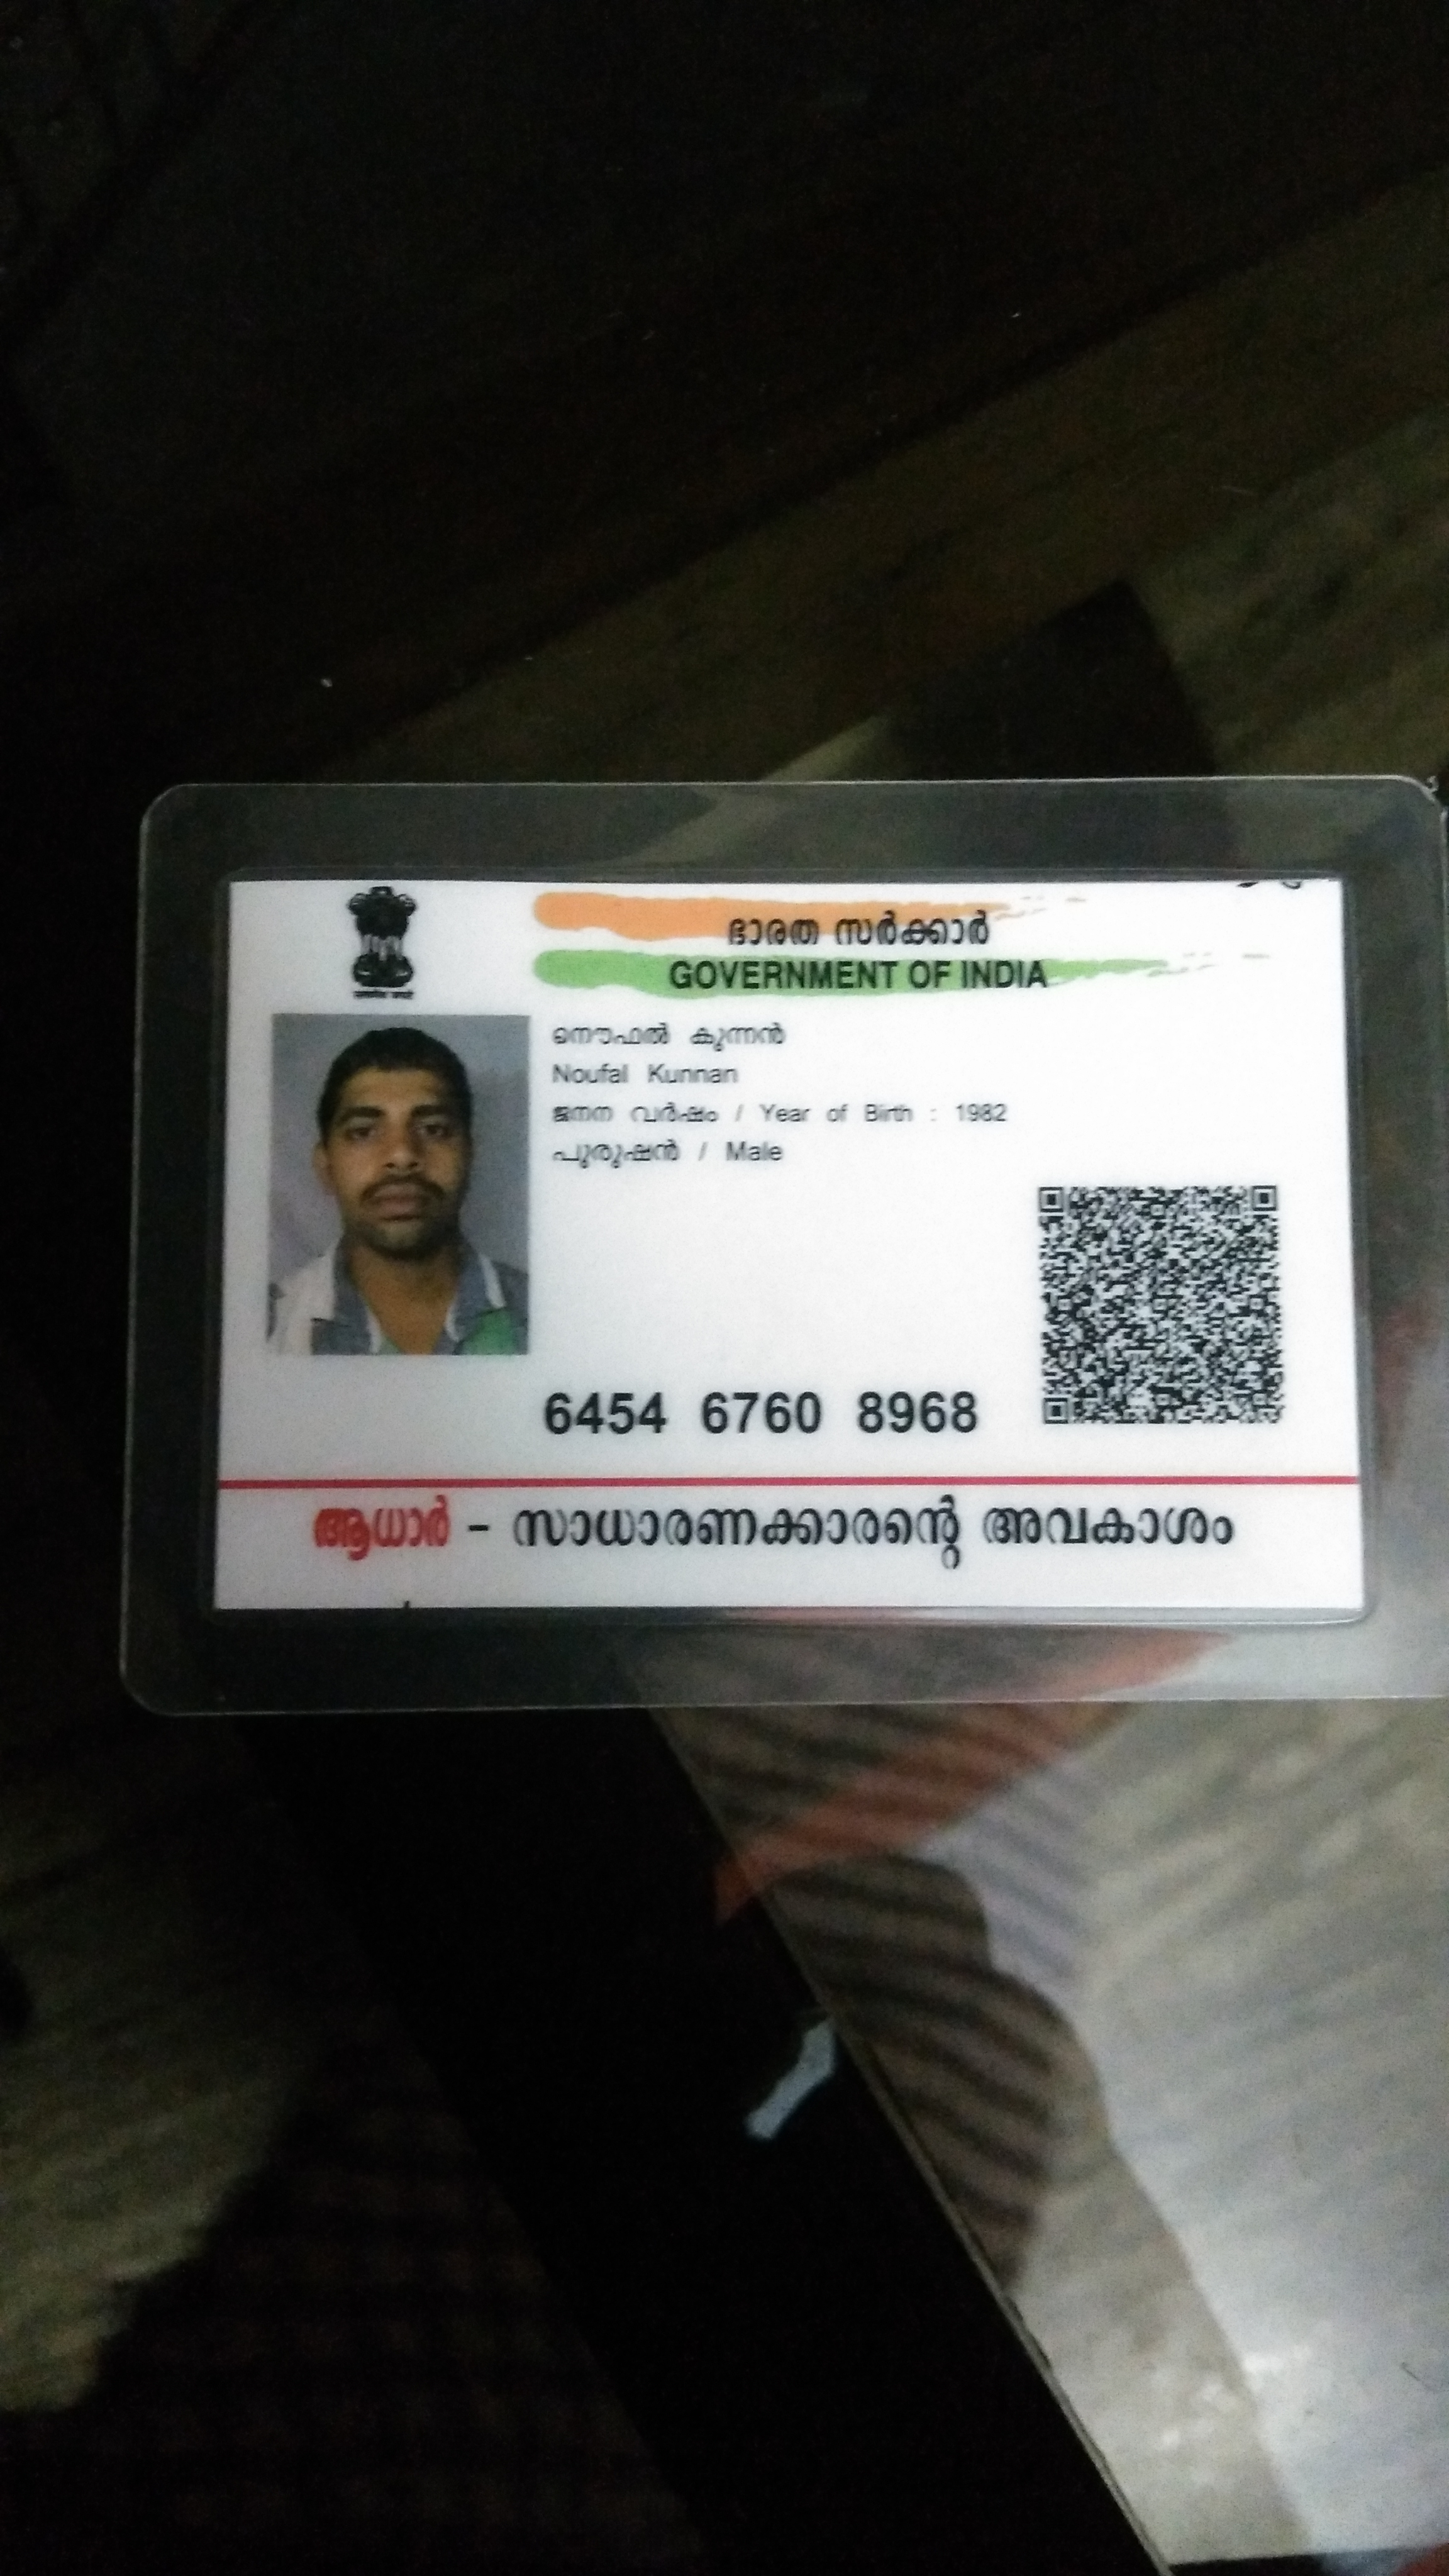 ഭാരത സർക്കാർ
GOVERNMENT OF INDIA
നൌഫൽ കുന്നൻ
Noufal Kunnan
ജനന വർഷം / Year of Birth : 1982
പുരുഷൻ / Male
6454 6760 8968
ആധാർ - സാധാരണക്കാരന്റെ അവകാശം